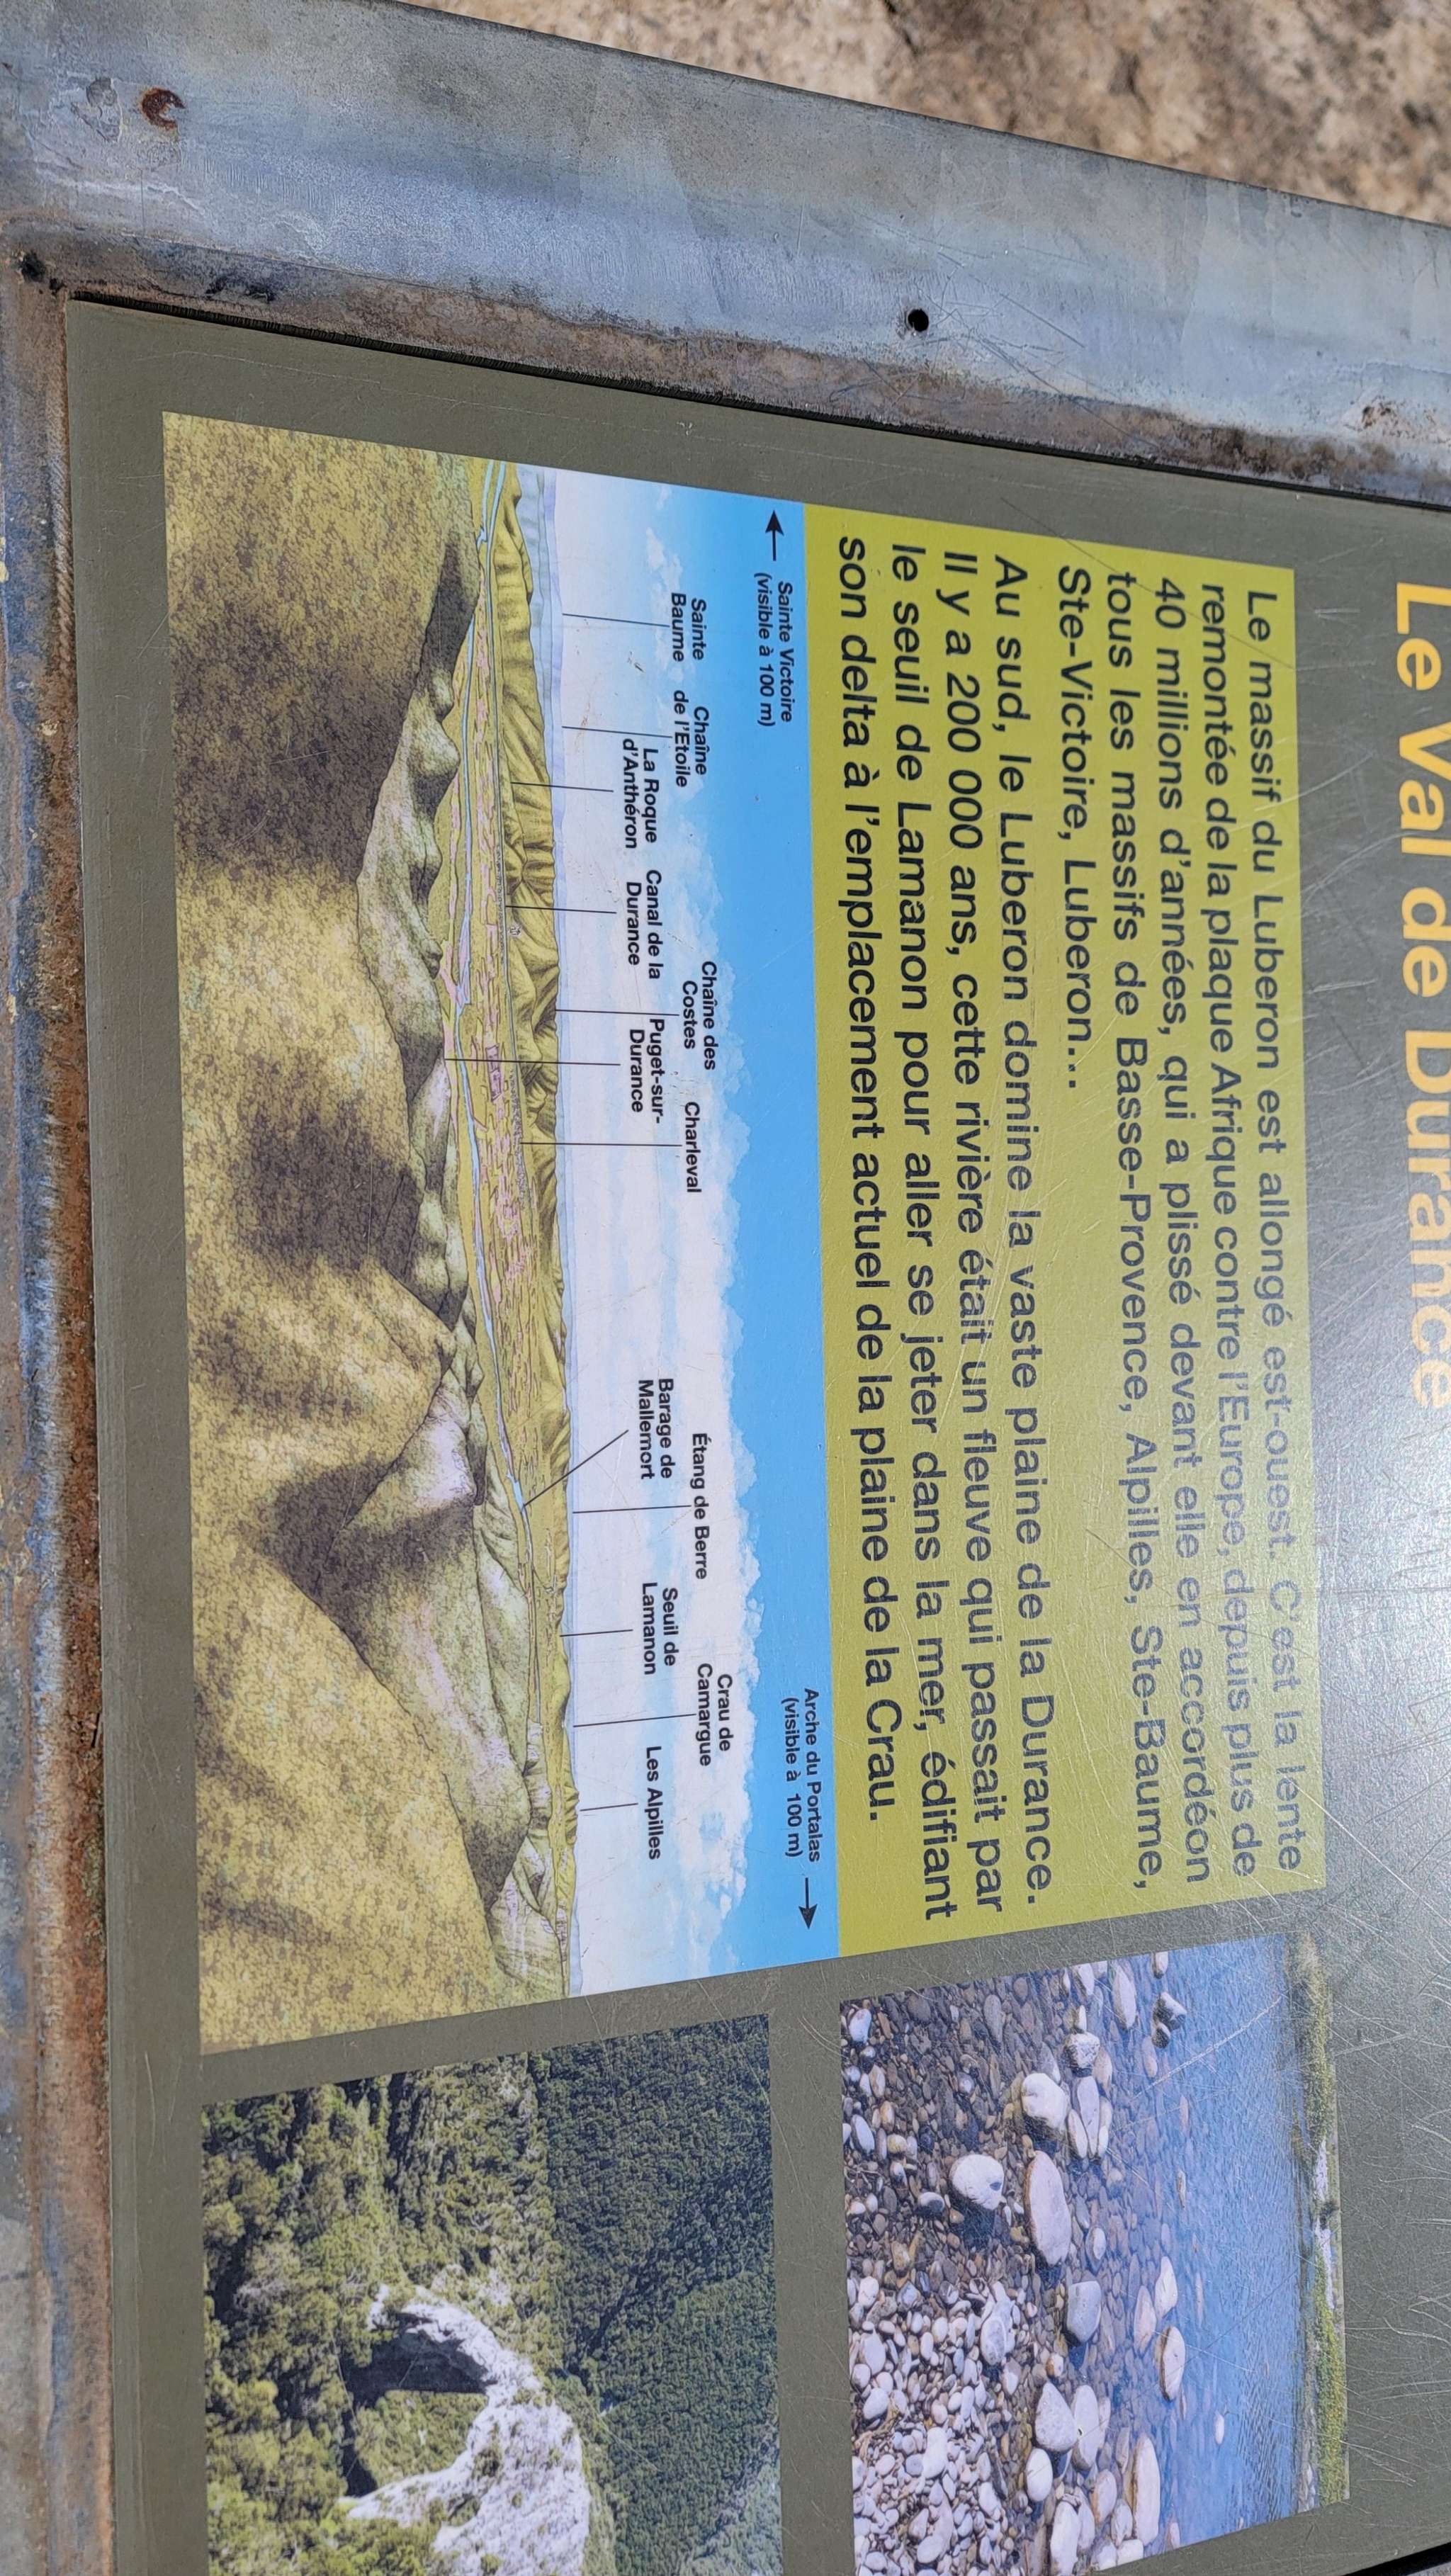 Le Val de Durance
Le massif du Luberon est allongé est-ouest. C'est la lente
remontée de la plaque Afrique contre l'Europe, depuis plus de
40 millions d'années, qui a plissé devant elle en accordéon
tous les massifs de Basse-Provence, Alpilles, Ste-Baume,
Ste-Victoire, Luberon...
Au sud, le Luberon domine la vaste plaine de la Durance.
Il y a 200 000 ans, cette rivière était un fleuve qui passait par
le seuil de Lamanon pour aller se jeter dans la mer, édifiant
son delta à l'emplacement actuel de la plaine de la Crau.
Sainte Victoire
(visible à 100 m)
Arche du Portalas
(visible à 100 m)
Sainte
Baume
Chaîne
de l'Etoile
La Roque
d'Anthéron
Canal de la
Durance
Chaîne des
Costes
Puget-sur-
Durance
Charleval
Barage de
Mallemort
Étang de Berre
Seuil de
Lamanon
Crau de
Camargue
Les Alpilles